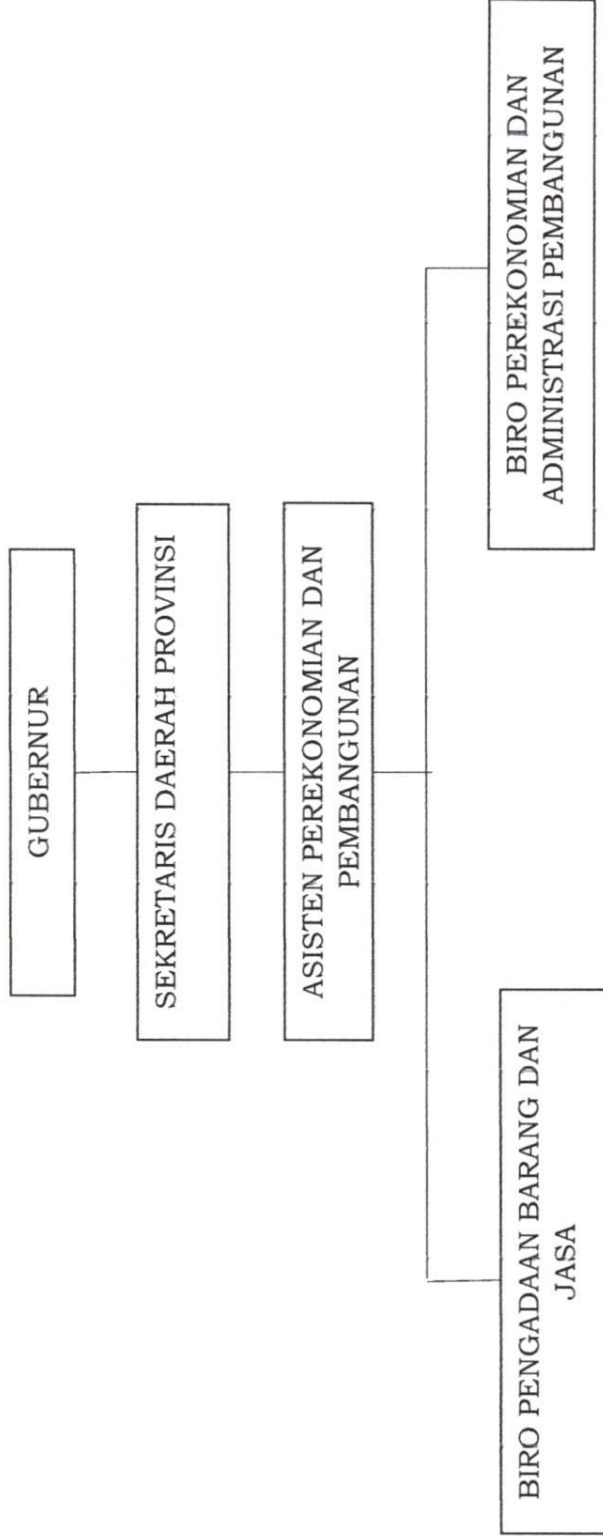 GUBERNUR
SEKRETARIS DAERAH PROVINSI
ASISTEN PEREKONOMIAN DAN
PEMBANGUNAN
BIRO PENGADAAN BARANG DAN
JASA
BIRO PEREKONOMIAN DAN
ADMINISTRASI PEMBANGUNAN